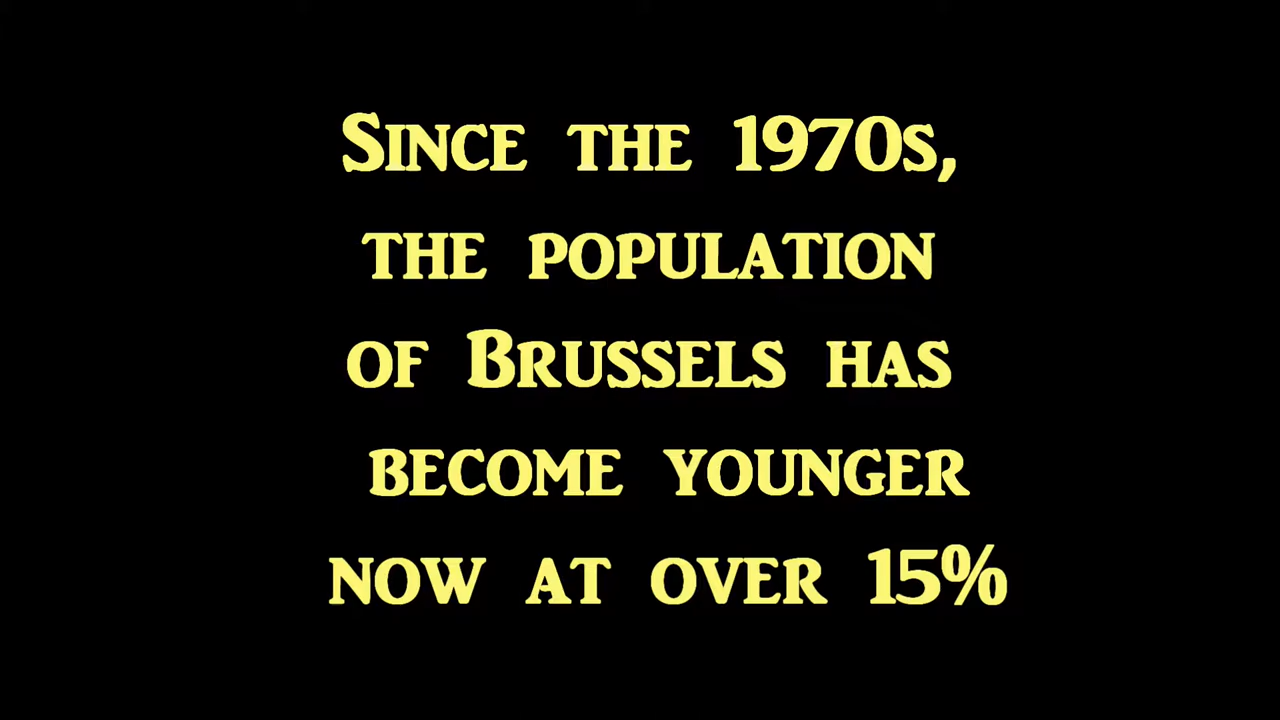 Since the 1970s,
the population
of Brussels has
become younger
now at over 15%